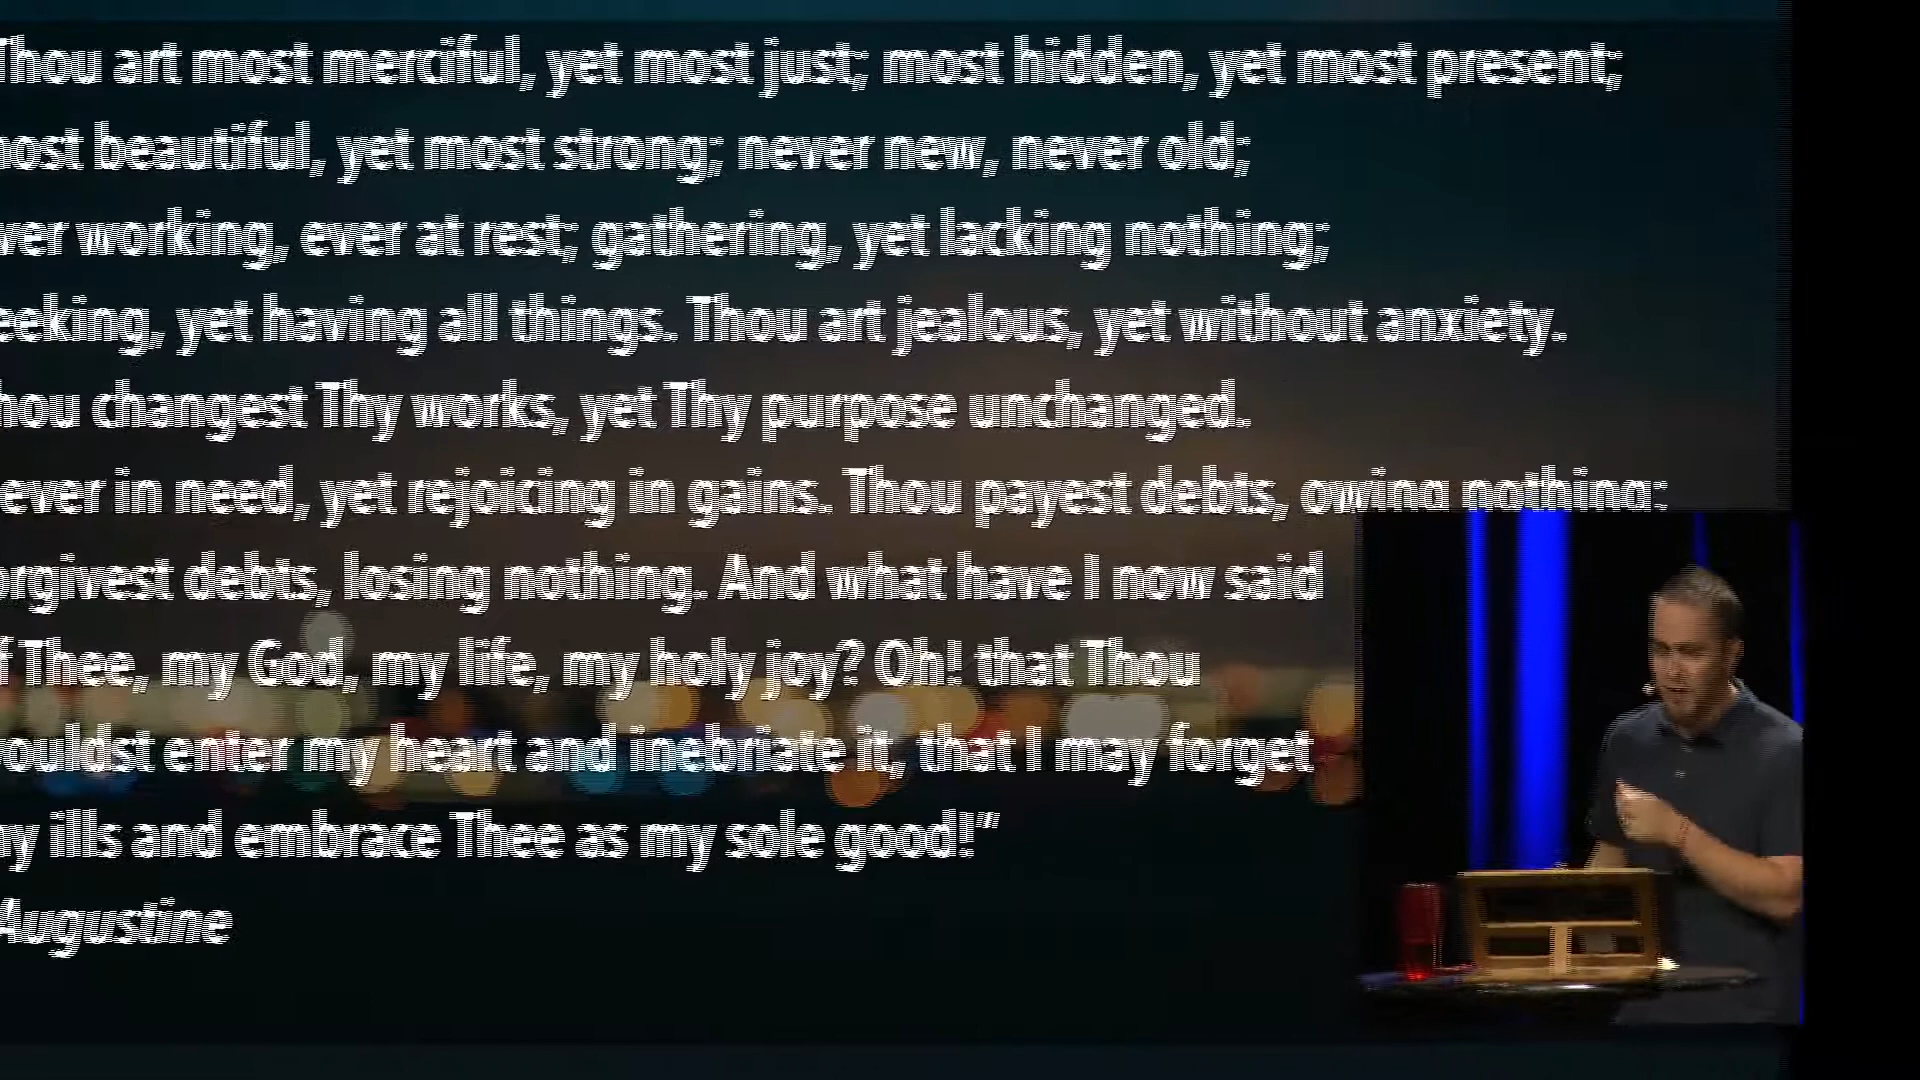 Thou art most merciful, yet most just; most hidden, yet most present;
ost beautiful, yet most strong; never new, never old;
ver working, ever at rest; gathering, yet lacking nothing;
eeking, yet having all things. Thou art jealous, yet without anxiety.
hou changest Thy works, yet Thy purpose unchanged.
ever in need, yet rejoicing in gains. Thou payest debts, owing nothing;
orgivest debts, losing nothing. And what have I now said
f Thee, my God, my life, my holy joy? Oh! that Thou
ouldst enter my heart and inebriate it, that I may forget
y ills and embrace Thee as my sole good!”
Augustine